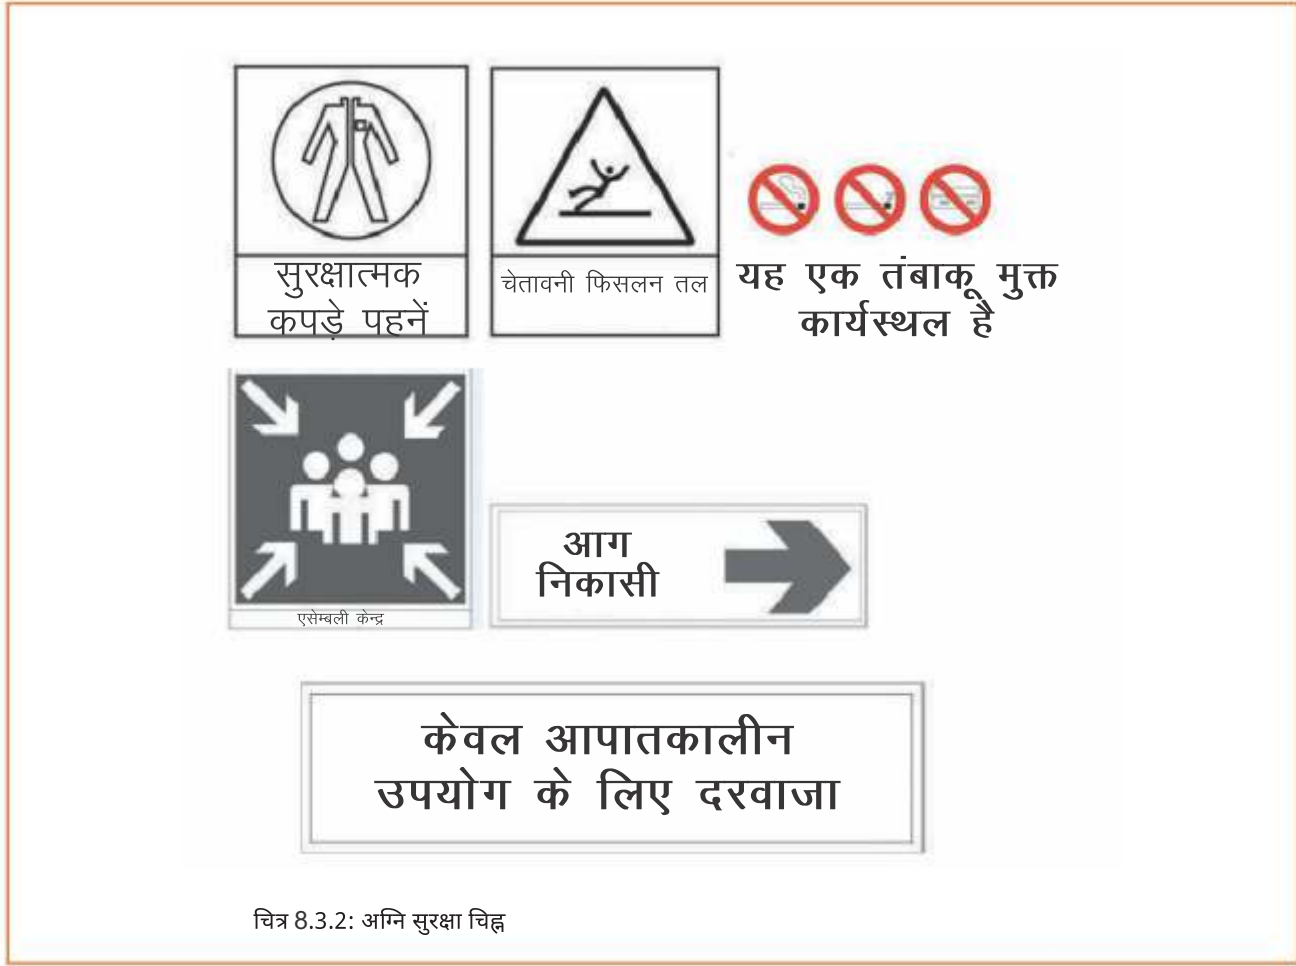 सुरक्षात्मक
कपड़े पहनें
चेतावनी फिसलन तल
यह एक तंबाकू मुक्त
कार्यस्थल है
एसेम्बली केन्द्र
आग
निकासी
केवल आपातकालीन
उपयोग के लिए दरवाजा
चित्र 8.3.2: अग्नि सुरक्षा चिह्न